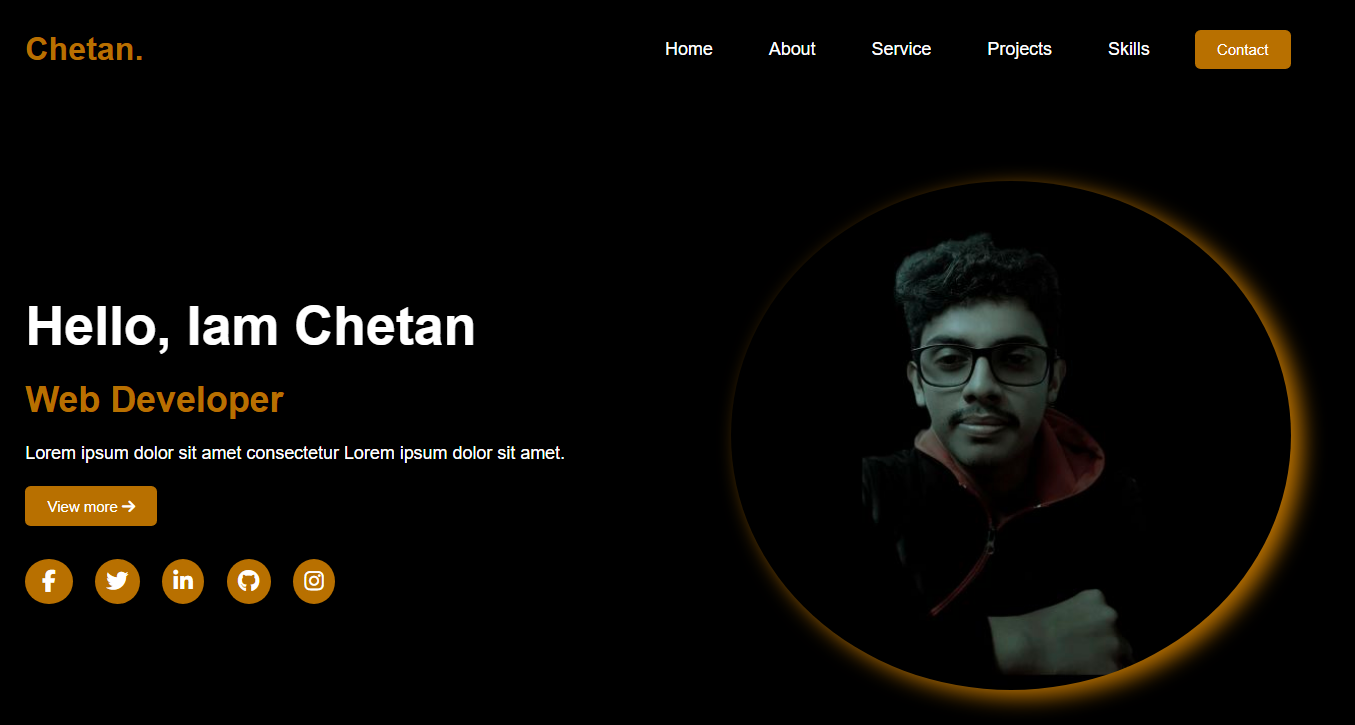 Chetan.
Home About Service Projects Skills Contact
Hello, Iam Chetan
Web Developer
Lorem ipsum dolor sit amet consectetur Lorem ipsum dolor sit amet.
View more